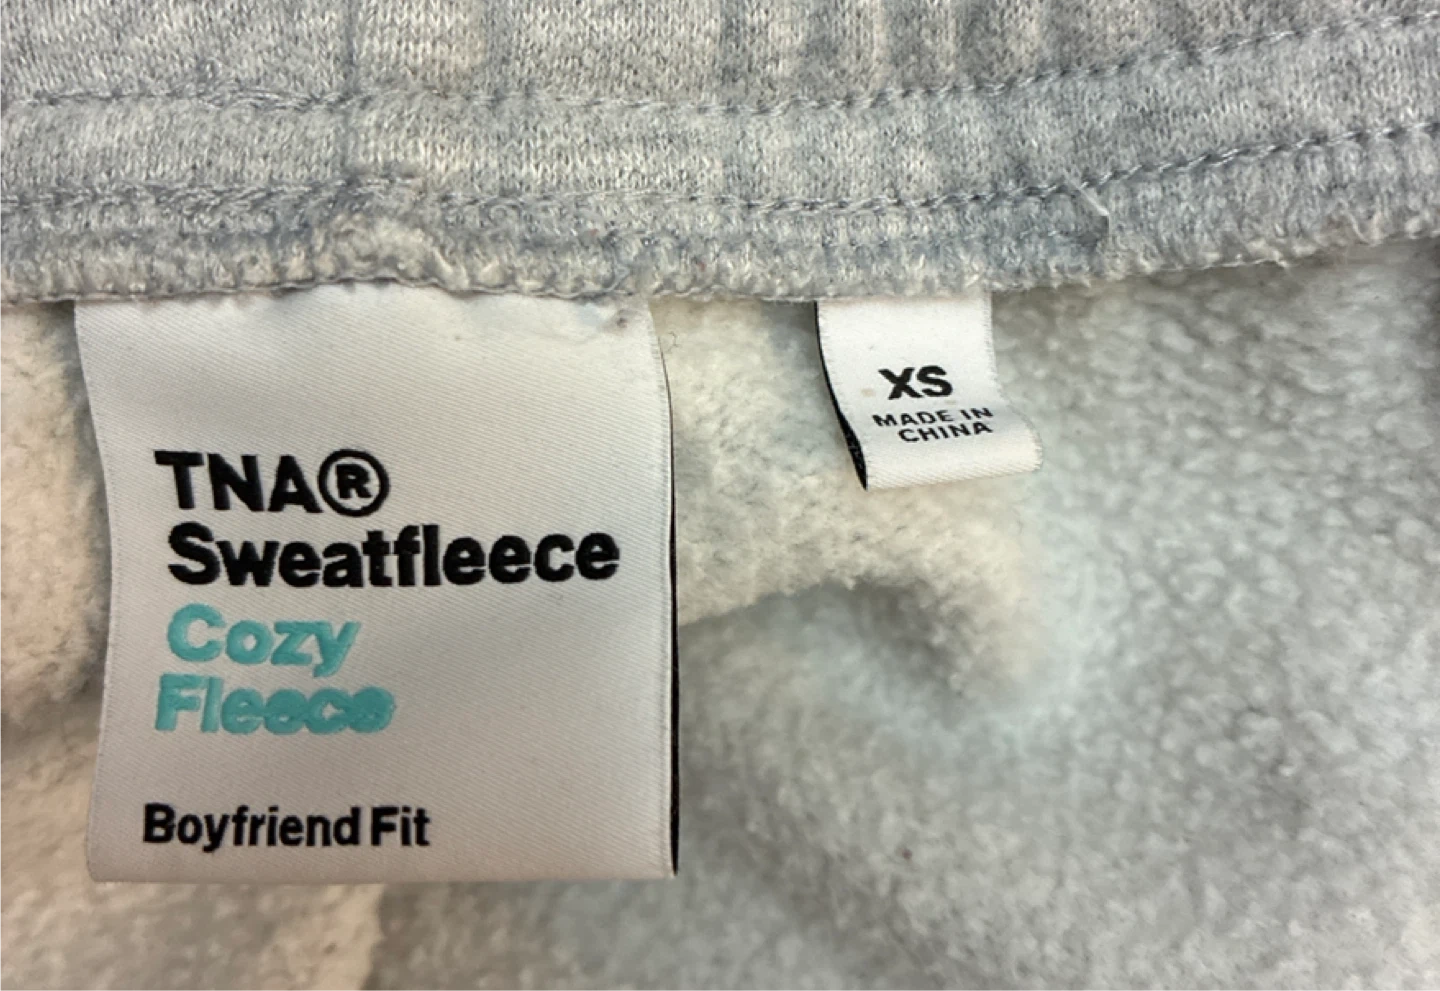 TNA®
Sweatfleece
Cozy
Fleece
Boyfriend Fit
XS
MADE IN
CHINA